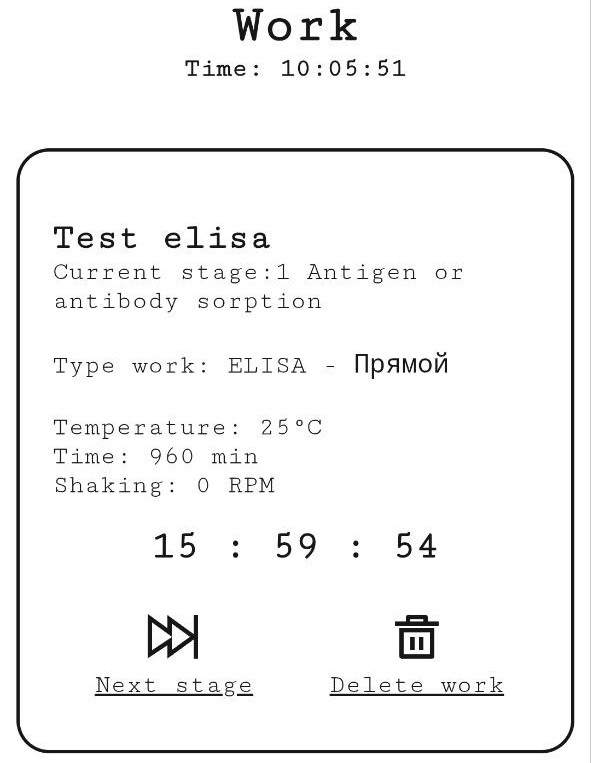 Work
Time: 10:05:51
Test elisa
Current stage:1 Antigen or
antibody sorption
Type work: ELISA - Прямой
Temperature: 25°C
Time: 960 min
Shaking: 0 RPM
15 : 59 : 54
Next stage
Delete work